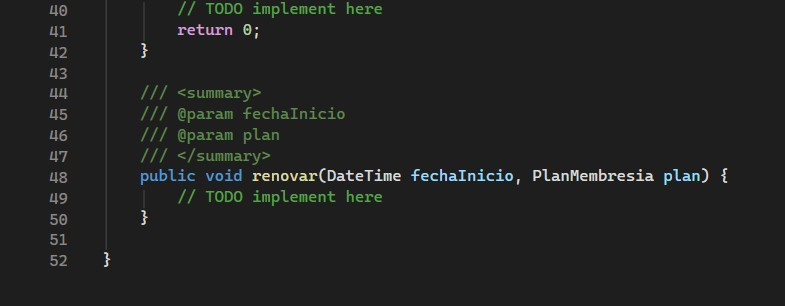 40 // TODO implement here
41 return 0;
42 }
43
44 /// <summary>
45 /// @param fechaInicio
46 /// @param plan
47 /// </summary>
48 public void renovar(DateTime fechaInicio, PlanMembresia plan) {
49 // TODO implement here
50 }
51
52 }